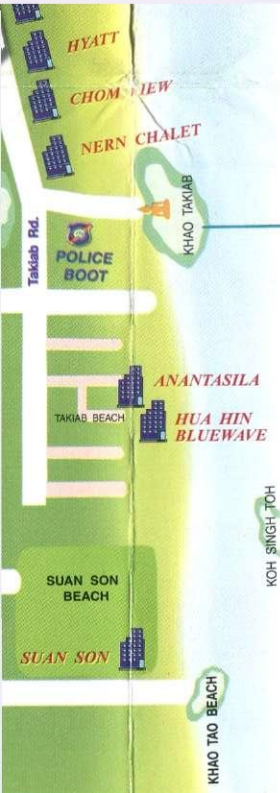 HYATT
CHOM VIEW
NERN CHALET
KHAO TAKIAB
Takiab Rd.
POLICE
BOOT
ANANTASILA
TAKIAB BEACH
HUA HIN
BLUEWAVE
KOH SINGH TOH
SUAN SON
BEACH
SUAN SON
KHAO TAO BEACH